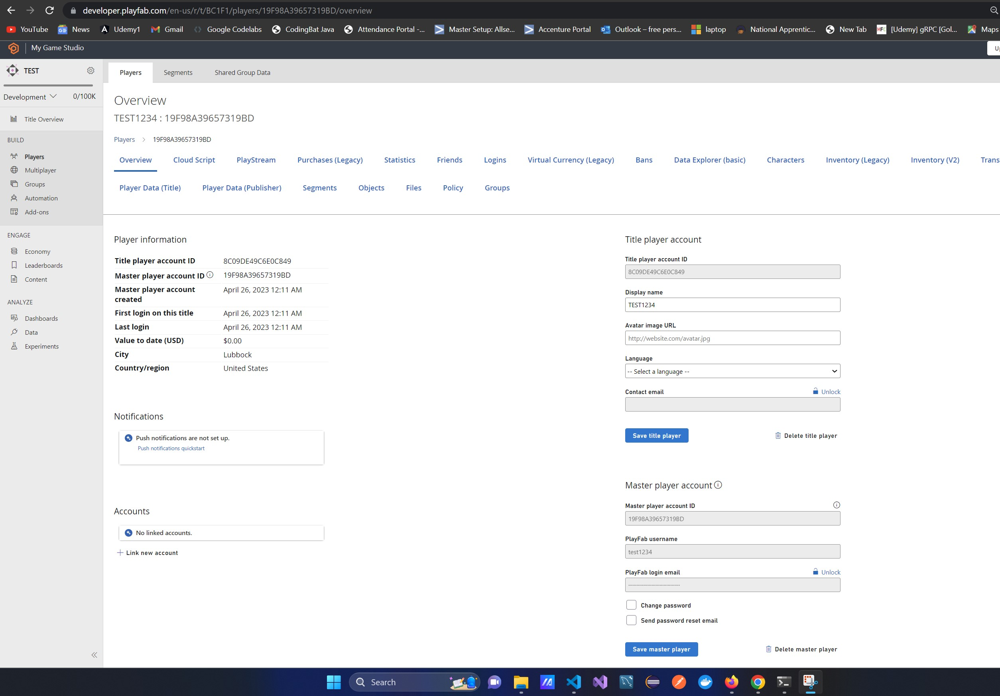 developer.playfab.com/en-us/r/t/BC1F1/players/19F98A39657319BD/overview
YouTube News Udemy1 Gmail Google Codelabs CodingBat Java Attendance Portal -... Master Setup: Allse... Accenture Portal Outlook – free pers... laptop National Apprentic... New Tab [Udemy] gRPC [Gol... Maps
My Game Studio
TEST
Development 0/100K
Title Overview
BUILD
Players
Multiplayer
Groups
Automation
Add-ons
ENGAGE
Economy
Leaderboards
Content
ANALYZE
Dashboards
Data
Experiments
Players Segments Shared Group Data
Overview
TEST1234 : 19F98A39657319BD
Players > 19F98A39657319BD
Overview Cloud Script PlayStream Purchases (Legacy) Statistics Friends Logins Virtual Currency (Legacy) Bans Data Explorer (basic) Characters Inventory (Legacy) Inventory (V2) Trans
Player Data (Title) Player Data (Publisher) Segments Objects Files Policy Groups
Player information
Title player account ID 8C09DE49C6E0C849
Master player account ID 19F98A39657319BD
Master player account April 26, 2023 12:11 AM
created
First login on this title April 26, 2023 12:11 AM
Last login April 26, 2023 12:11 AM
Value to date (USD) $0.00
City Lubbock
Country/region United States
Notifications
Push notifications are not set up.
Push notifications quickstart
Accounts
No linked accounts.
+ Link new account
Title player account
Title player account ID
8C09DE49C6E0C849
Display name
TEST1234
Avatar image URL
http://website.com/avatar.jpg
Language
-- Select a language --
Contact email Unlock
Save title player Delete title player
Master player account
Master player account ID
19F98A39657319BD
PlayFab username
test1234
PlayFab login email Unlock
Change password
Send password reset email
Save master player Delete master player
Search